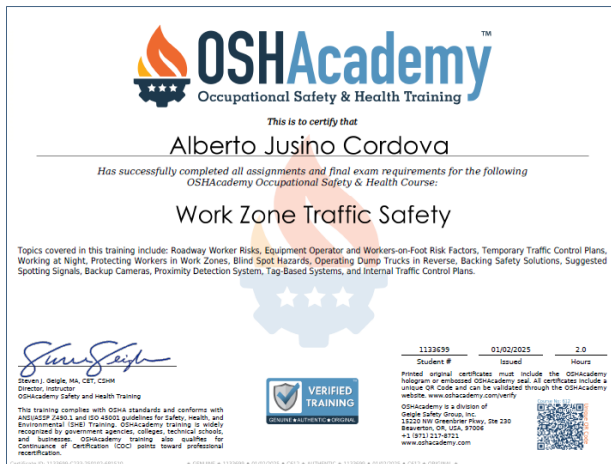 OSHAcademy™
Occupational Safety & Health Training
This is to certify that
Alberto Jusino Cordova
Has successfully completed all assignments and final exam requirements for the following
OSHAcademy Occupational Safety & Health Course:
Work Zone Traffic Safety
Topics covered in this training include: Roadway Worker Risks, Equipment Operator and Workers-on-Foot Risk Factors, Temporary Traffic Control Plans,
Working at Night, Protecting Workers in Work Zones, Blind Spot Hazards, Operating Dump Trucks in Reverse, Backing Safety Solutions, Suggested
Spotting Signals, Backup Cameras, Proximity Detection System, Tag-Based Systems, and Internal Traffic Control Plans.
Steven J. Geigle, MA, CET, CSHM
Director, Instructor
OSHAcademy Safety and Health Training
This training complies with OSHA standards and conforms with
ANSI/ASSP Z490.1 and ISO 45001 guidelines for Safety, Health, and
Environmental (SHE) Training. OSHAcademy training is widely
recognized by government agencies, colleges, technical schools,
and businesses. OSHAcademy training also qualifies for
Continuance of Certification (COC) points toward professional
recertification.
VERIFIED
TRAINING
GENUINE • AUTHENTIC • ORIGINAL
1133699 01/02/2025 2.0
Student # Issued Hours
Printed original certificates must include the OSHAcademy
hologram or embossed OSHAcademy seal. All certificates include a
unique QR Code and can be validated through the OSHAcademy
website. www.oshacademy.com/verify
OSHAcademy is a division of
Geigle Safety Group, Inc.
15220 NW Greenbrier Pkwy, Ste 230
Beaverton, OR, USA, 97006
+1 (971) 217-8721
www.oshacademy.com